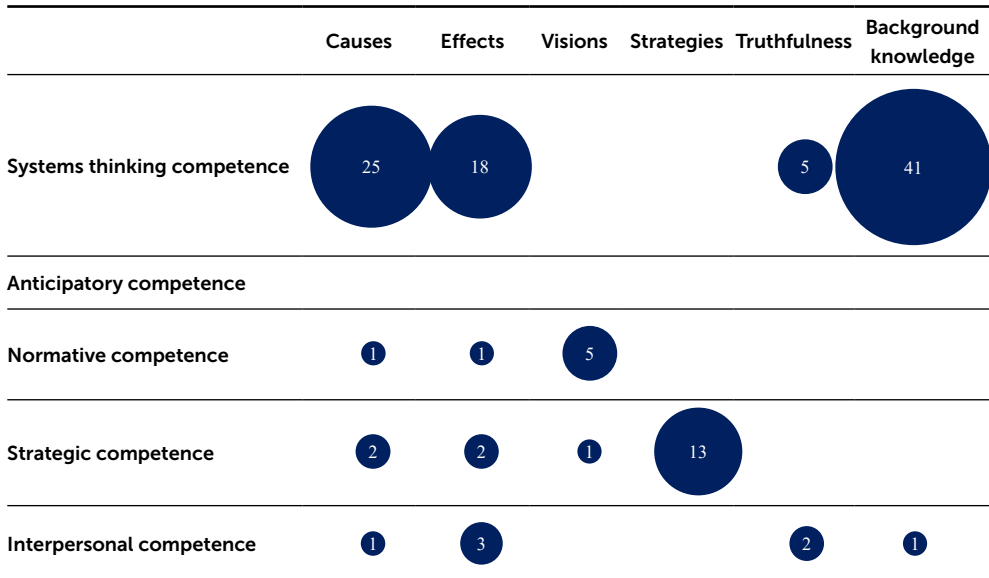 Causes Effects Visions Strategies Truthfulness Background knowledge
Systems thinking competence 25 18 5 41
Anticipatory competence
Normative competence 1 1 5
Strategic competence 2 2 1 13
Interpersonal competence 1 3 2 1